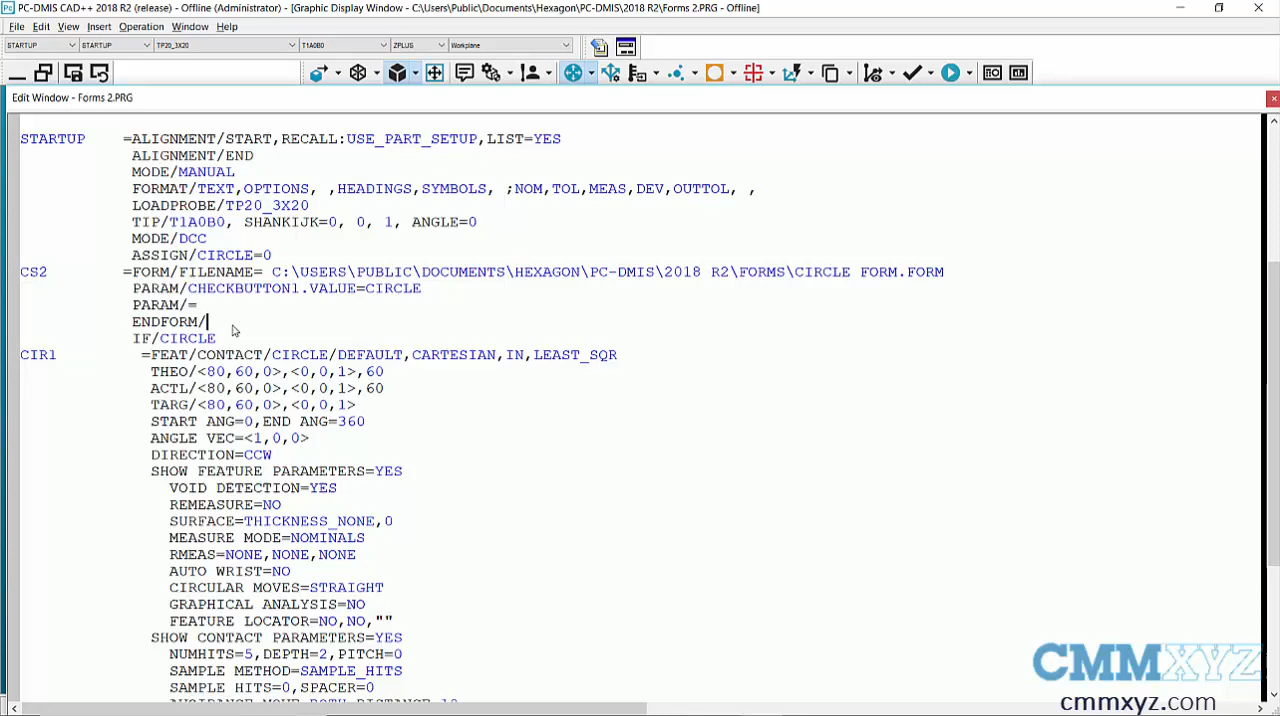 PC-DMIS CAD++ 2018 R2 (release) - Offline (Administrator) - [Graphic Display Window - C:\Users\Public\Documents\Hexagon\PC-DMIS\2018 R2\Forms 2.PRG - Offline]
File Edit View Insert Operation Window Help
STARTUP STARTUP TP20_3X20 T1A0B0 ZPLUS Workplane
Edit Window - Forms 2.PRG
STARTUP =ALIGNMENT/START,RECALL:USE_PART_SETUP,LIST=YES
ALIGNMENT/END
MODE/MANUAL
FORMAT/TEXT,OPTIONS, ,HEADINGS,SYMBOLS, ;NOM,TOL,MEAS,DEV,OUTTOL, ,
LOADPROBE/TP20_3X20
TIP/T1A0B0, SHANKIJK=0, 0, 1, ANGLE=0
MODE/DCC
ASSIGN/CIRCLE=0
CS2 =FORM/FILENAME= C:\USERS\PUBLIC\DOCUMENTS\HEXAGON\PC-DMIS\2018 R2\FORMS\CIRCLE FORM.FORM
PARAM/CHECKBUTTON1.VALUE=CIRCLE
PARAM/=
ENDFORM/
IF/CIRCLE
CIR1 =FEAT/CONTACT/CIRCLE/DEFAULT,CARTESIAN,IN,LEAST_SQR
THEO/<80,60,0>,<0,0,1>,60
ACTL/<80,60,0>,<0,0,1>,60
TARG/<80,60,0>,<0,0,1>
START ANG=0,END ANG=360
ANGLE VEC=<1,0,0>
DIRECTION=CCW
SHOW FEATURE PARAMETERS=YES
VOID DETECTION=YES
REMEASURE=NO
SURFACE=THICKNESS_NONE,0
MEASURE MODE=NOMINALS
RMEAS=NONE,NONE,NONE
AUTO WRIST=NO
CIRCULAR MOVES=STRAIGHT
GRAPHICAL ANALYSIS=NO
FEATURE LOCATOR=NO,NO,""
SHOW CONTACT PARAMETERS=YES
NUMHITS=5,DEPTH=2,PITCH=0
SAMPLE METHOD=SAMPLE_HITS
SAMPLE HITS=0,SPACER=0
CMMXYZ
cmmxyz.com